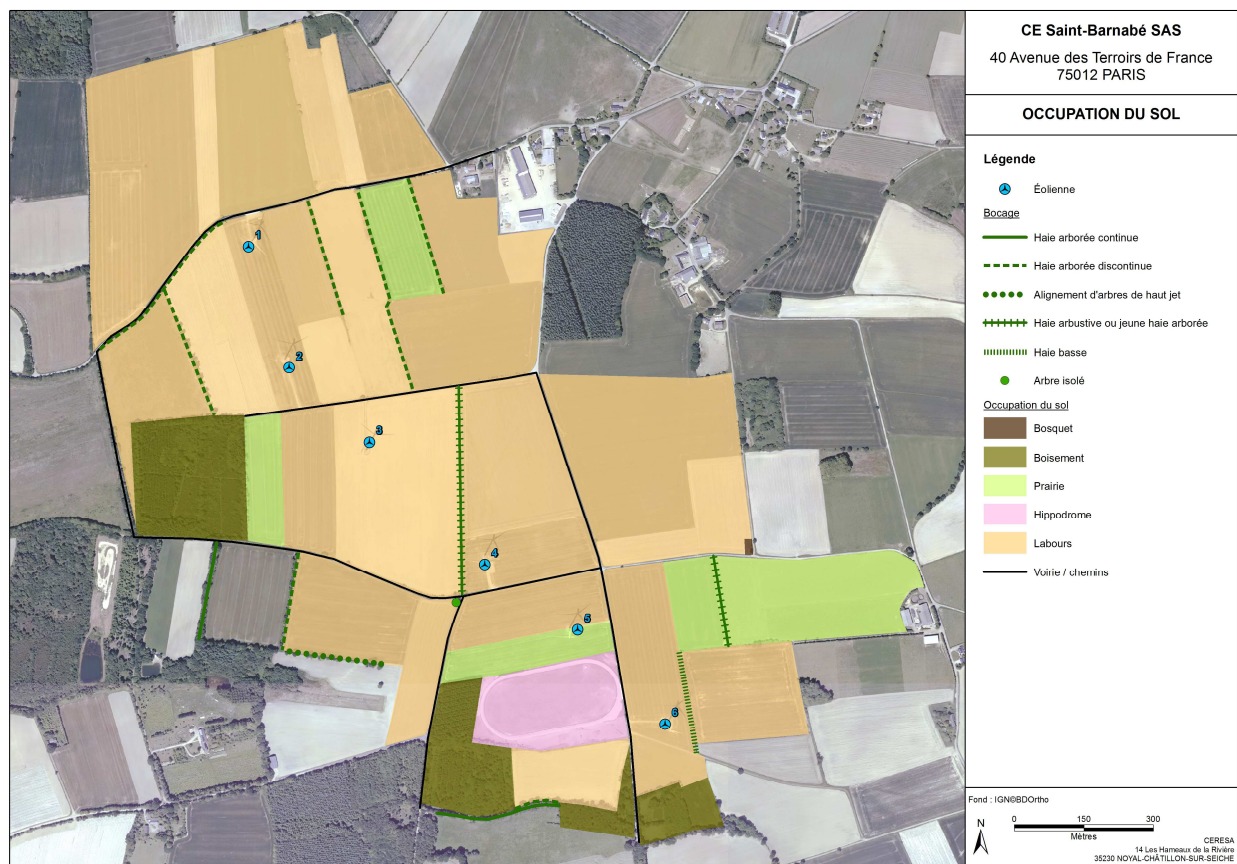 CE Saint-Barnabé SAS
40 Avenue des Terroirs de France
75012 PARIS
OCCUPATION DU SOL
Légende
Éolienne
Bocage
Haie arborée continue
Haie arborée discontinue
Alignement d'arbres de haut jet
Haie arbustive ou jeune haie arborée
Haie basse
Arbre isolé
Occupation du sol
Bosquet
Boisement
Prairie
Hippodrome
Labours
Voirie / chemins
1
2
3
4
5
6
Fond : IGN©BDOrtho
N
0 150 300
Mètres
CERESA
14 Les Hameaux de la Rivière
35230 NOYAL-CHÂTILLON-SUR-SEICHE